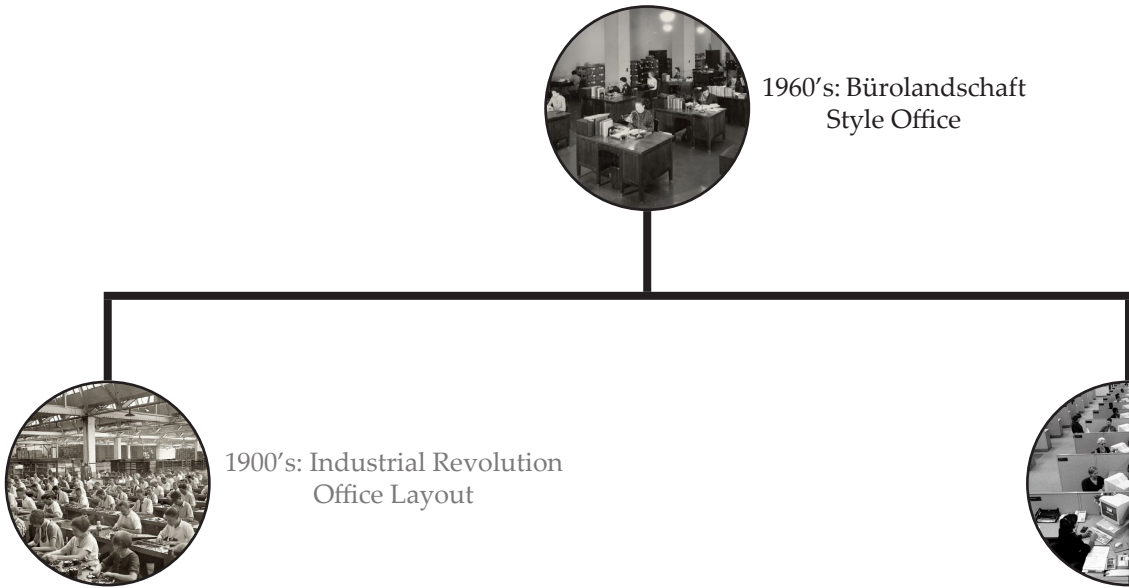 1960's: Bürolandschaft
Style Office
1900's: Industrial Revolution
Office Layout